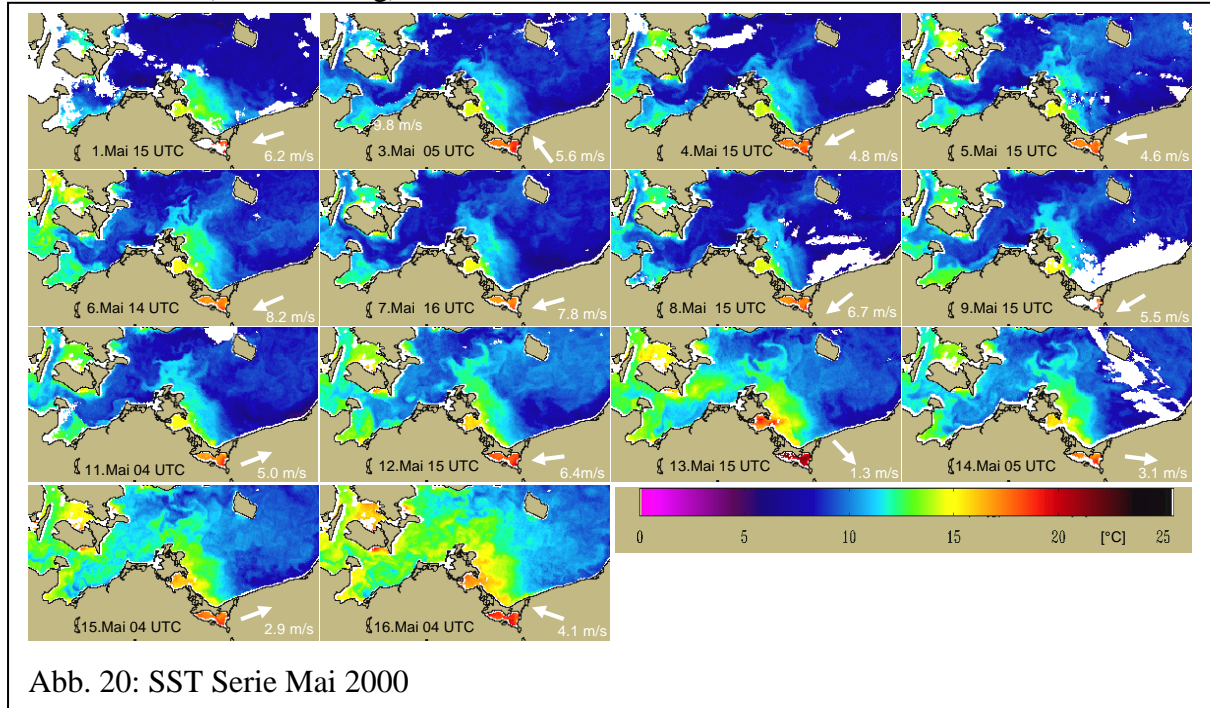 1.Mai 15 UTC
6.2 m/s
9.8 m/s
3.Mai 05 UTC
5.6 m/s
4.Mai 15 UTC
4.8 m/s
5.Mai 15 UTC
4.6 m/s
6.Mai 14 UTC
8.2 m/s
7.Mai 16 UTC
7.8 m/s
8.Mai 15 UTC
6.7 m/s
9.Mai 15 UTC
5.5 m/s
11.Mai 04 UTC
5.0 m/s
12.Mai 15 UTC
6.4m/s
13.Mai 15 UTC
1.3 m/s
14.Mai 05 UTC
3.1 m/s
15.Mai 04 UTC
2.9 m/s
16.Mai 04 UTC
4.1 m/s
0 5 10 15 20 [°C] 25
Abb. 20: SST Serie Mai 2000